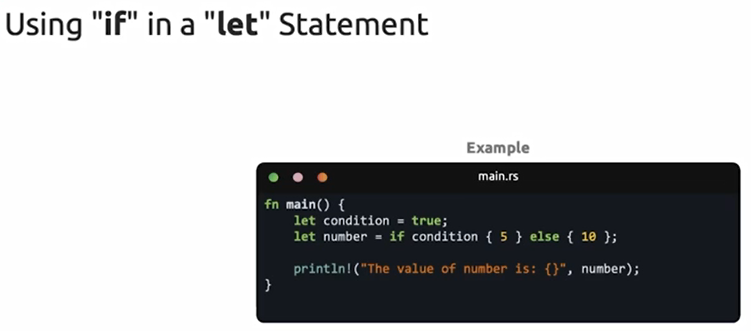 Using "if" in a "let" Statement
Example
main.rs
fn main() {
    let condition = true;
    let number = if condition { 5 } else { 10 };

    println!("The value of number is: {}", number);
}